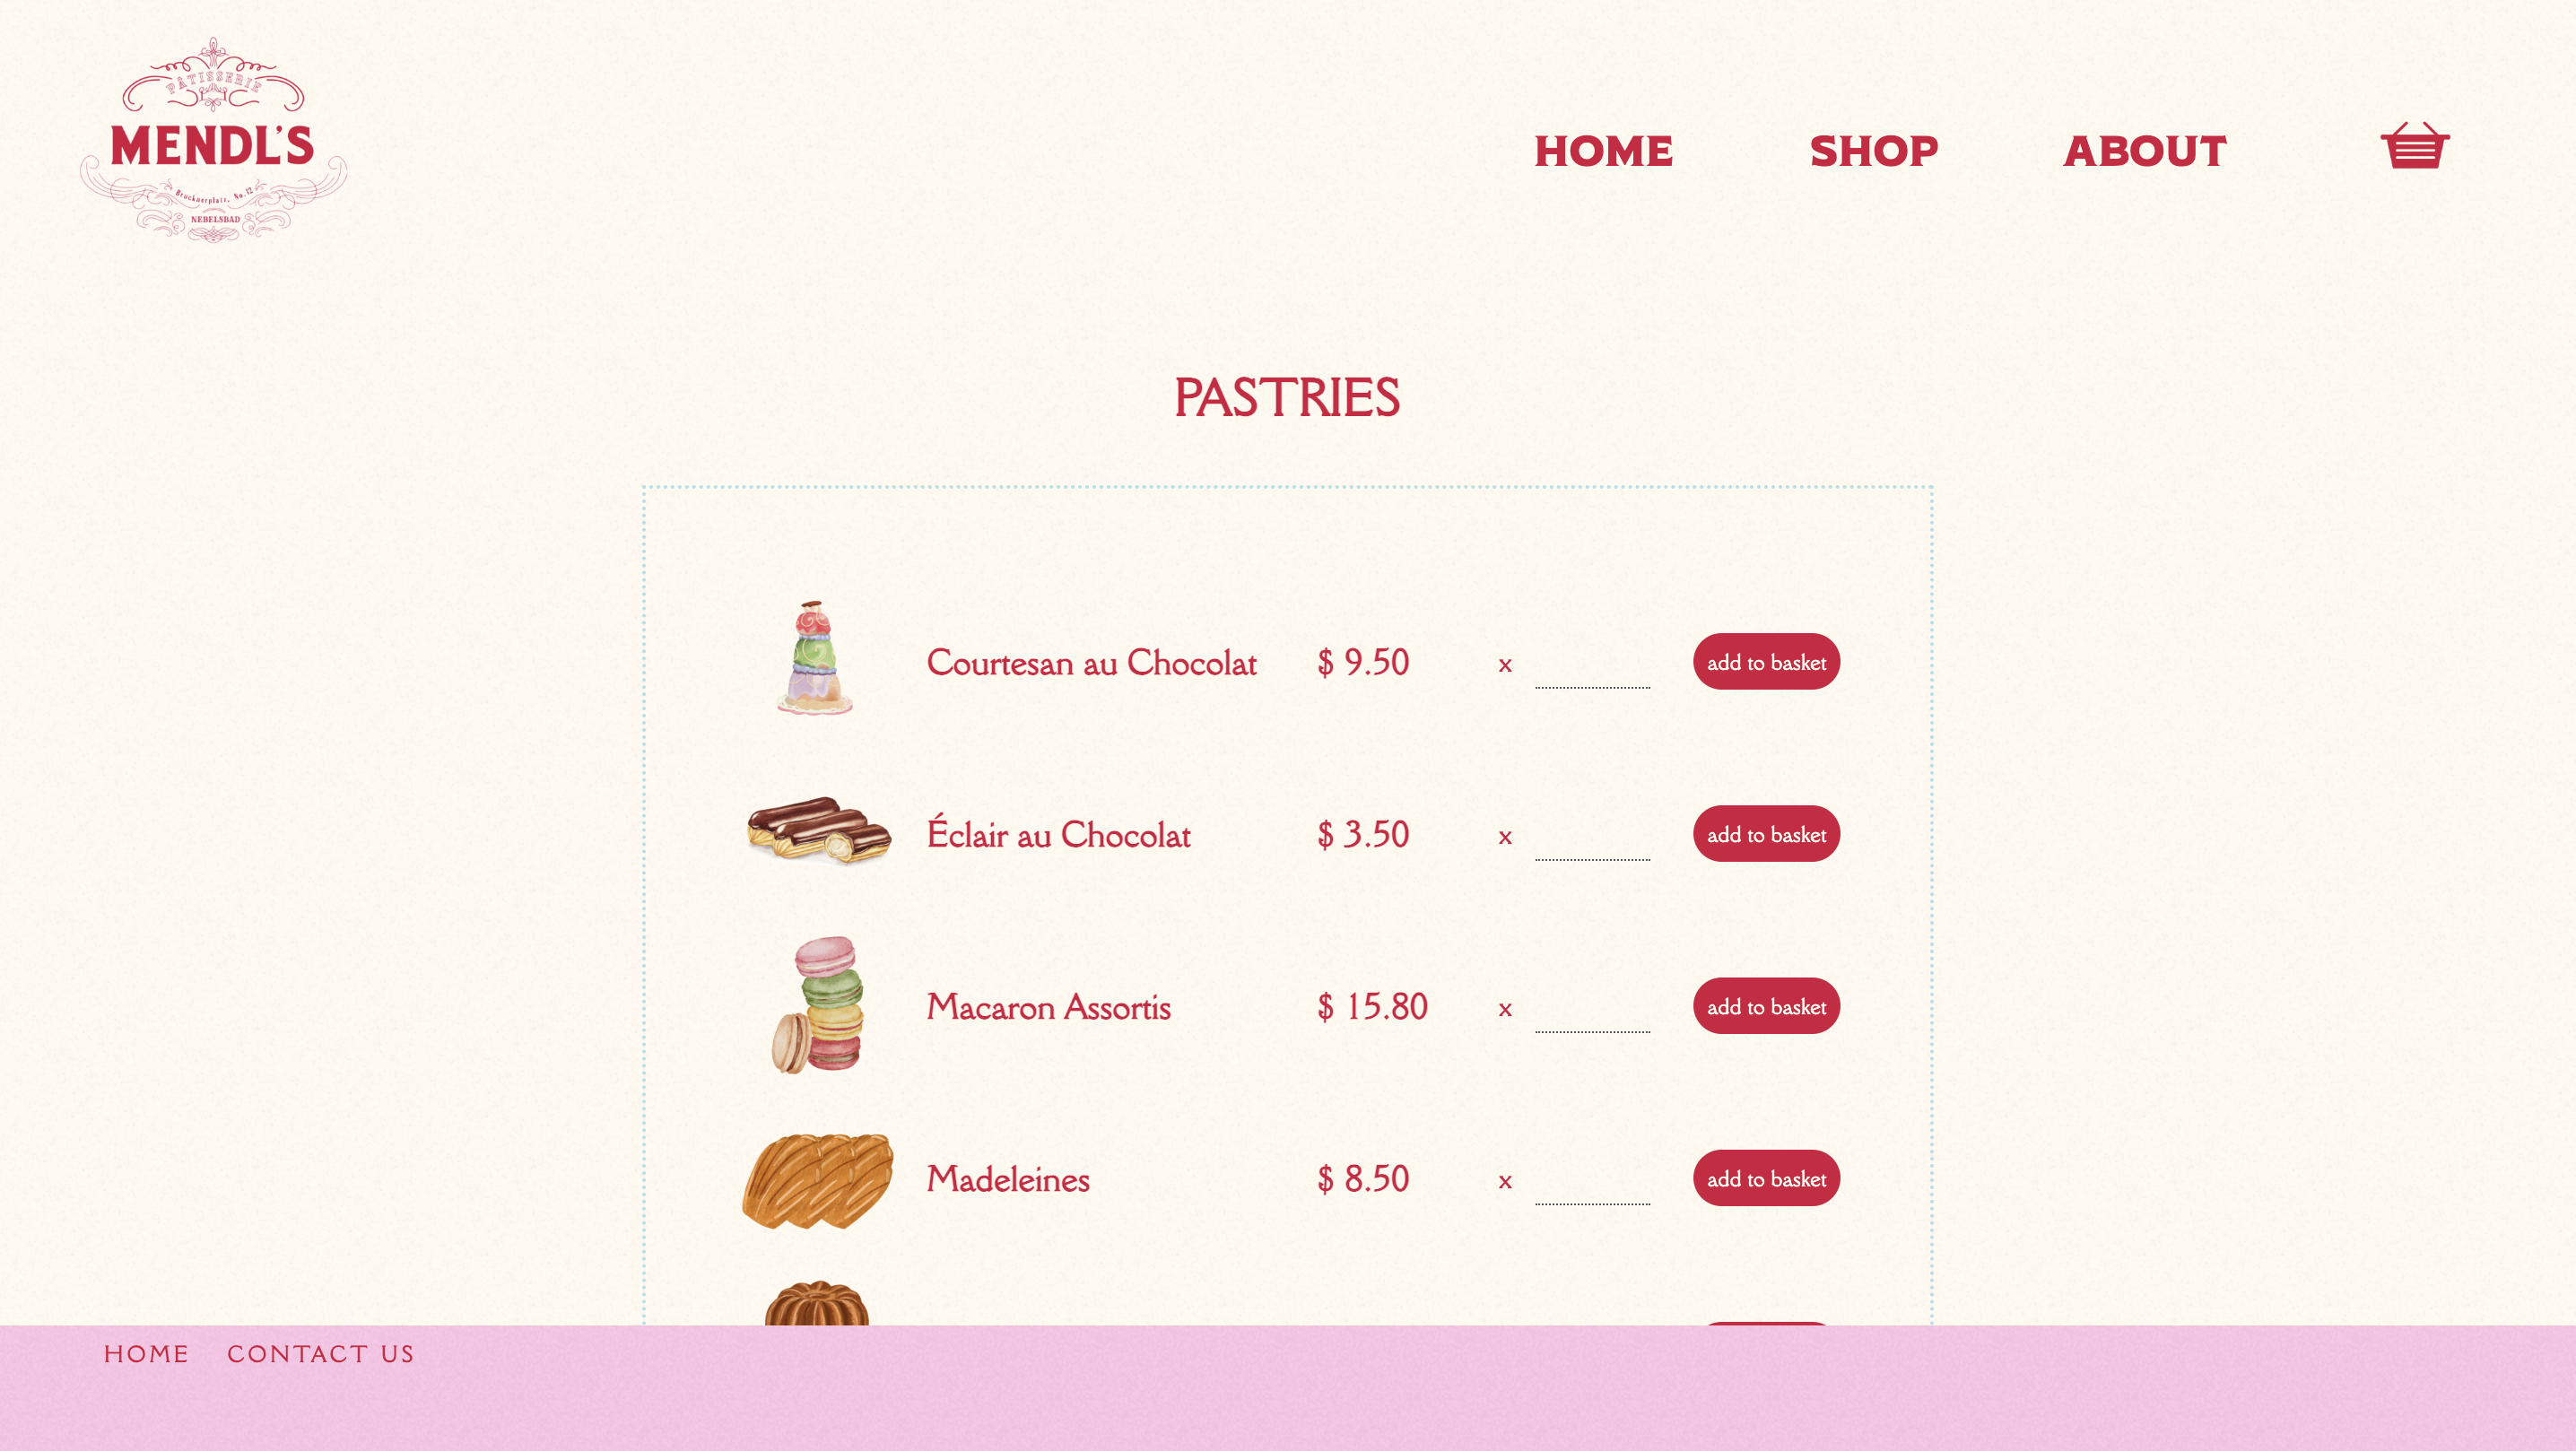 PATISSERIE
MENDL'S
Brucknerplatz, No. 12
NEBELSBAD
HOME SHOP ABOUT
PASTRIES
Courtesan au Chocolat $ 9.50 x add to basket
Éclair au Chocolat $ 3.50 x add to basket
Macaron Assortis $ 15.80 x add to basket
Madeleines $ 8.50 x add to basket
HOME CONTACT US